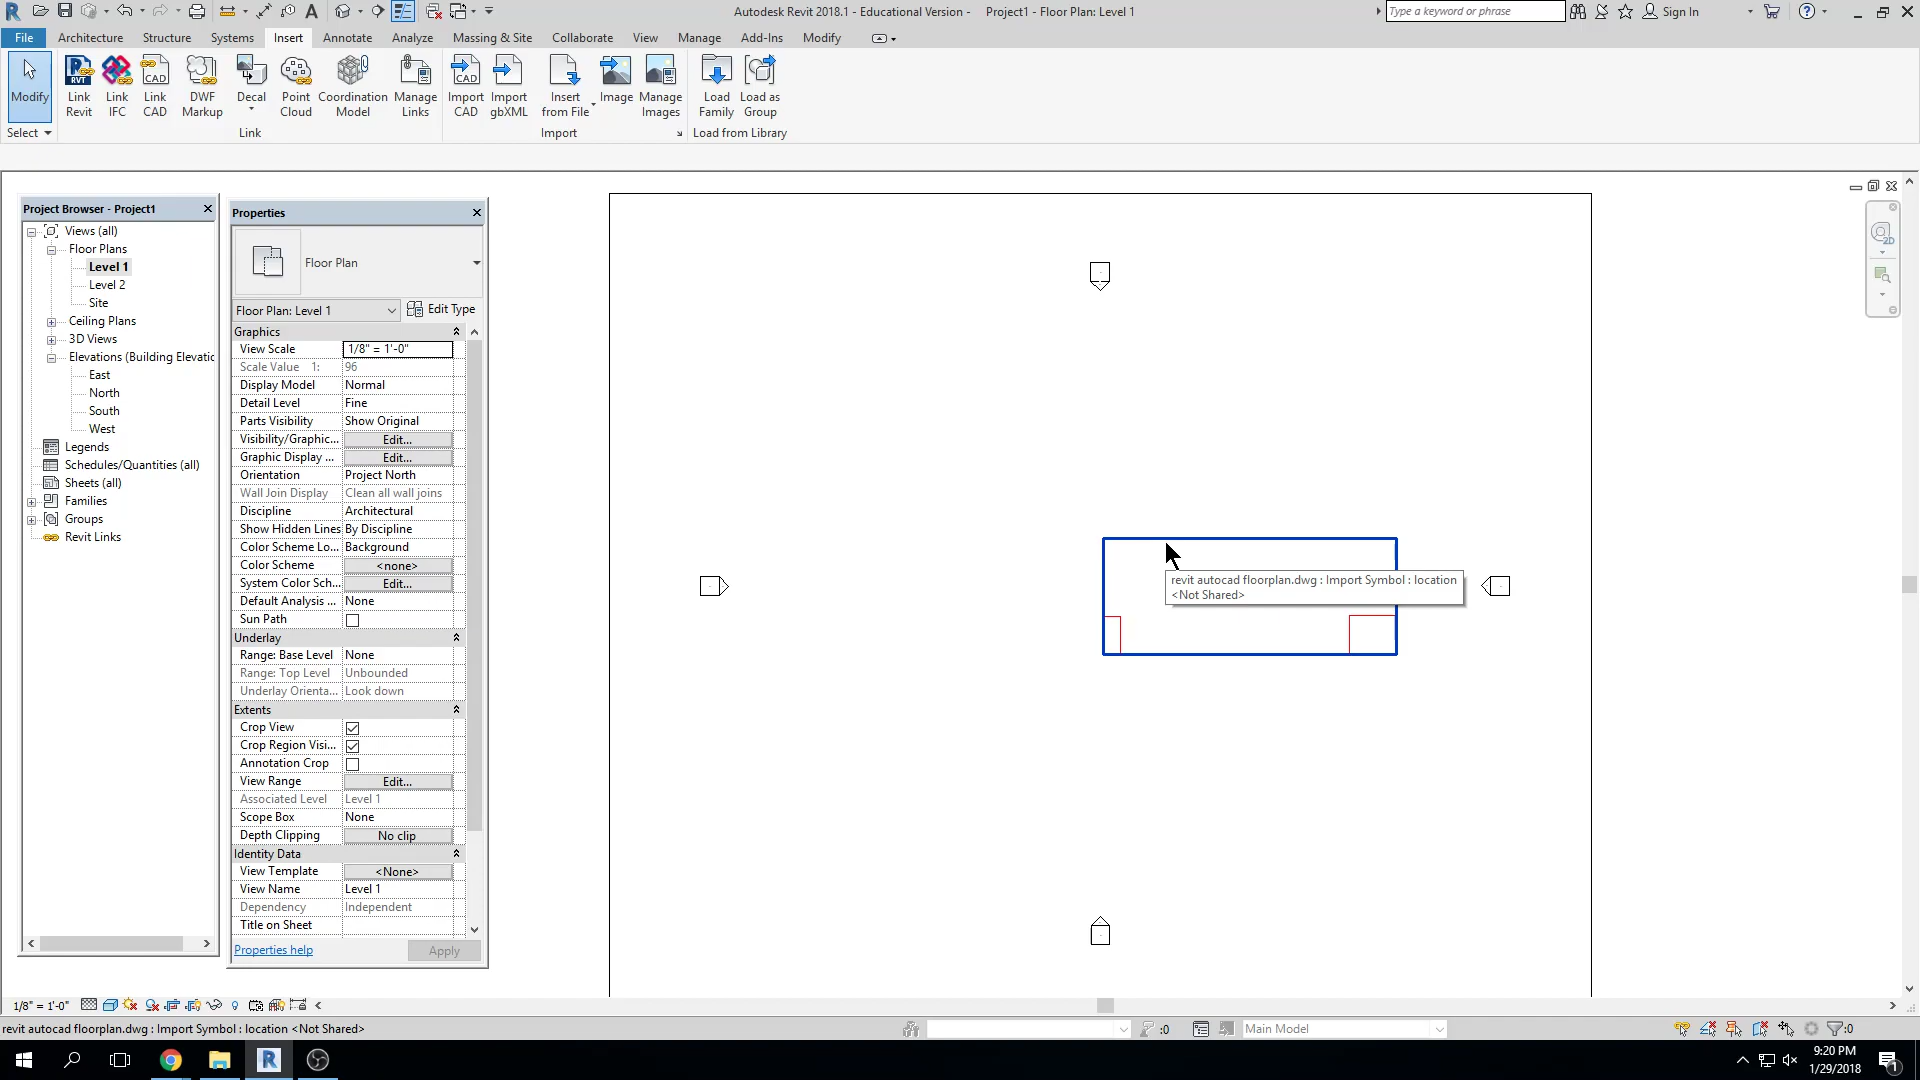 Autodesk Revit 2018.1 - Educational Version - Project1 - Floor Plan: Level 1
Type a keyword or phrase
Sign In
File Architecture Structure Systems Insert Annotate Analyze Massing & Site Collaborate View Manage Add-Ins Modify
Modify
Link Revit
Link IFC
Link CAD
DWF Markup
Decal
Point Cloud
Coordination Model
Manage Links
Import CAD
Import gbXML
Insert from File
Image
Manage Images
Load Family
Load as Group
Select
Link
Import
Load from Library
Project Browser - Project1
Views (all)
Floor Plans
Level 1
Level 2
Site
Ceiling Plans
3D Views
Elevations (Building Elevatic
East
North
South
West
Legends
Schedules/Quantities (all)
Sheets (all)
Families
Groups
Revit Links
Properties
Floor Plan
Floor Plan: Level 1 Edit Type
Graphics
View Scale 1/8" = 1'-0"
Scale Value 1: 96
Display Model Normal
Detail Level Fine
Parts Visibility Show Original
Visibility/Graphic... Edit...
Graphic Display ... Edit...
Orientation Project North
Wall Join Display Clean all wall joins
Discipline Architectural
Show Hidden Lines By Discipline
Color Scheme Lo... Background
Color Scheme <none>
System Color Sch... Edit...
Default Analysis ... None
Sun Path
Underlay
Range: Base Level None
Range: Top Level Unbounded
Underlay Orienta... Look down
Extents
Crop View
Crop Region Visi...
Annotation Crop
View Range Edit...
Associated Level Level 1
Scope Box None
Depth Clipping No clip
Identity Data
View Template <None>
View Name Level 1
Dependency Independent
Title on Sheet
Properties help Apply
2D
revit autocad floorplan.dwg : Import Symbol : location
<Not Shared>
1/8" = 1'-0"
revit autocad floorplan.dwg : Import Symbol : location <Not Shared>
:0
Main Model
:0
9:20 PM
1/29/2018
1